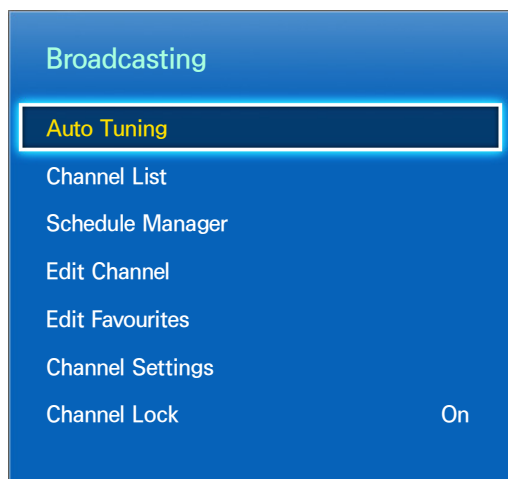 Broadcasting
Auto Tuning
Channel List
Schedule Manager
Edit Channel
Edit Favourites
Channel Settings
Channel Lock On